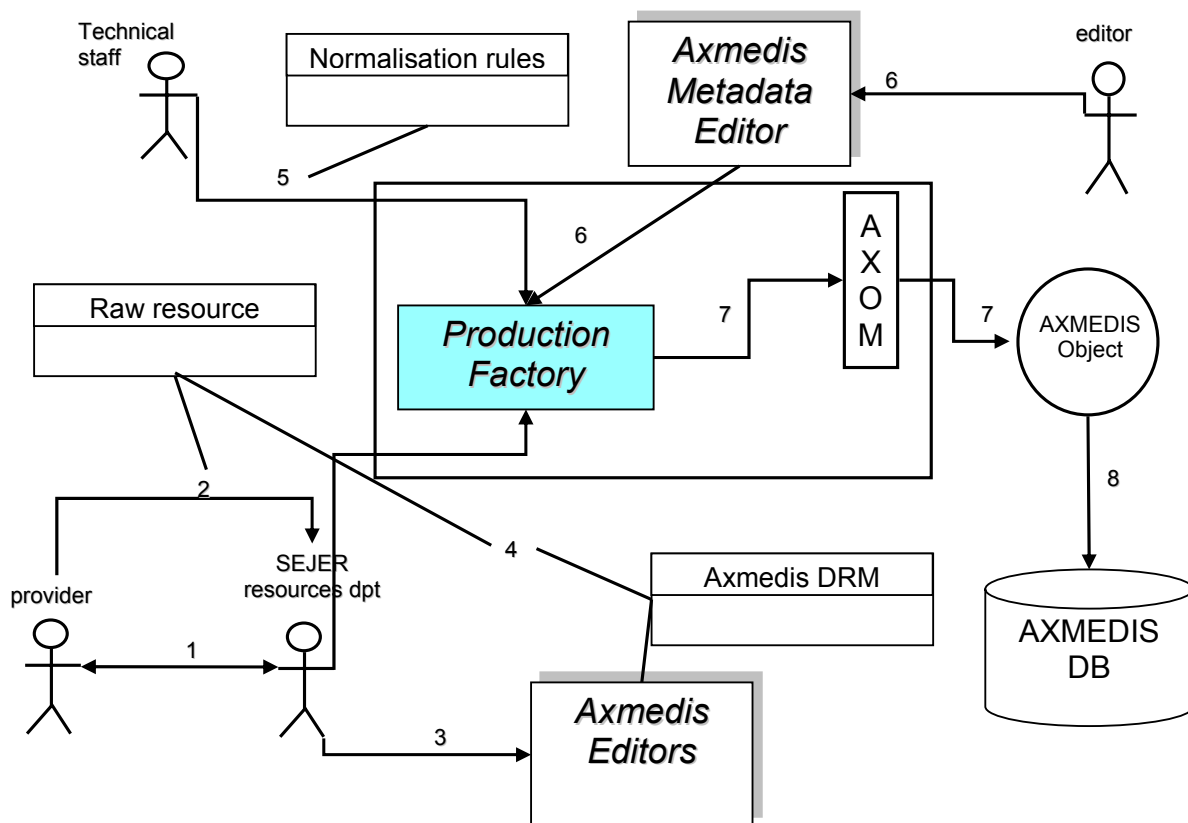 Technical
staff
Normalisation rules
Axmedis
Metadata
Editor
editor
6
5
6
A
X
O
M
Raw resource
Production
Factory
7
7
AXMEDIS
Object
2
4
8
SEJER
resources dpt
provider
Axmedis DRM
1
AXMEDIS
DB
3
Axmedis
Editors